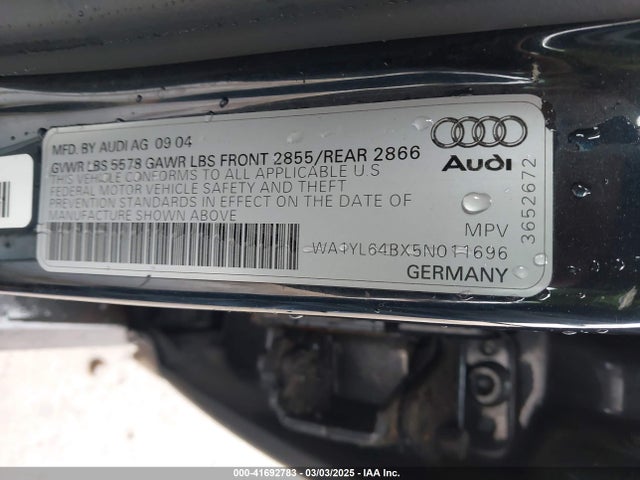 MFD. BY AUDI AG 09 04
GVWR LBS 5578 GAWR LBS FRONT 2855/REAR 2866
THIS VEHICLE CONFORMS TO ALL APPLICABLE U S
FEDERAL MOTOR VEHICLE SAFETY AND THEFT
PREVENTION STANDARDS IN EFFECT ON THE DATE OF
MANUFACTURE SHOWN ABOVE
Audi
MPV
WA1YL64BX5N011696
GERMANY
3652672
000-41692783 - 03/03/2025 - IAAI.COM